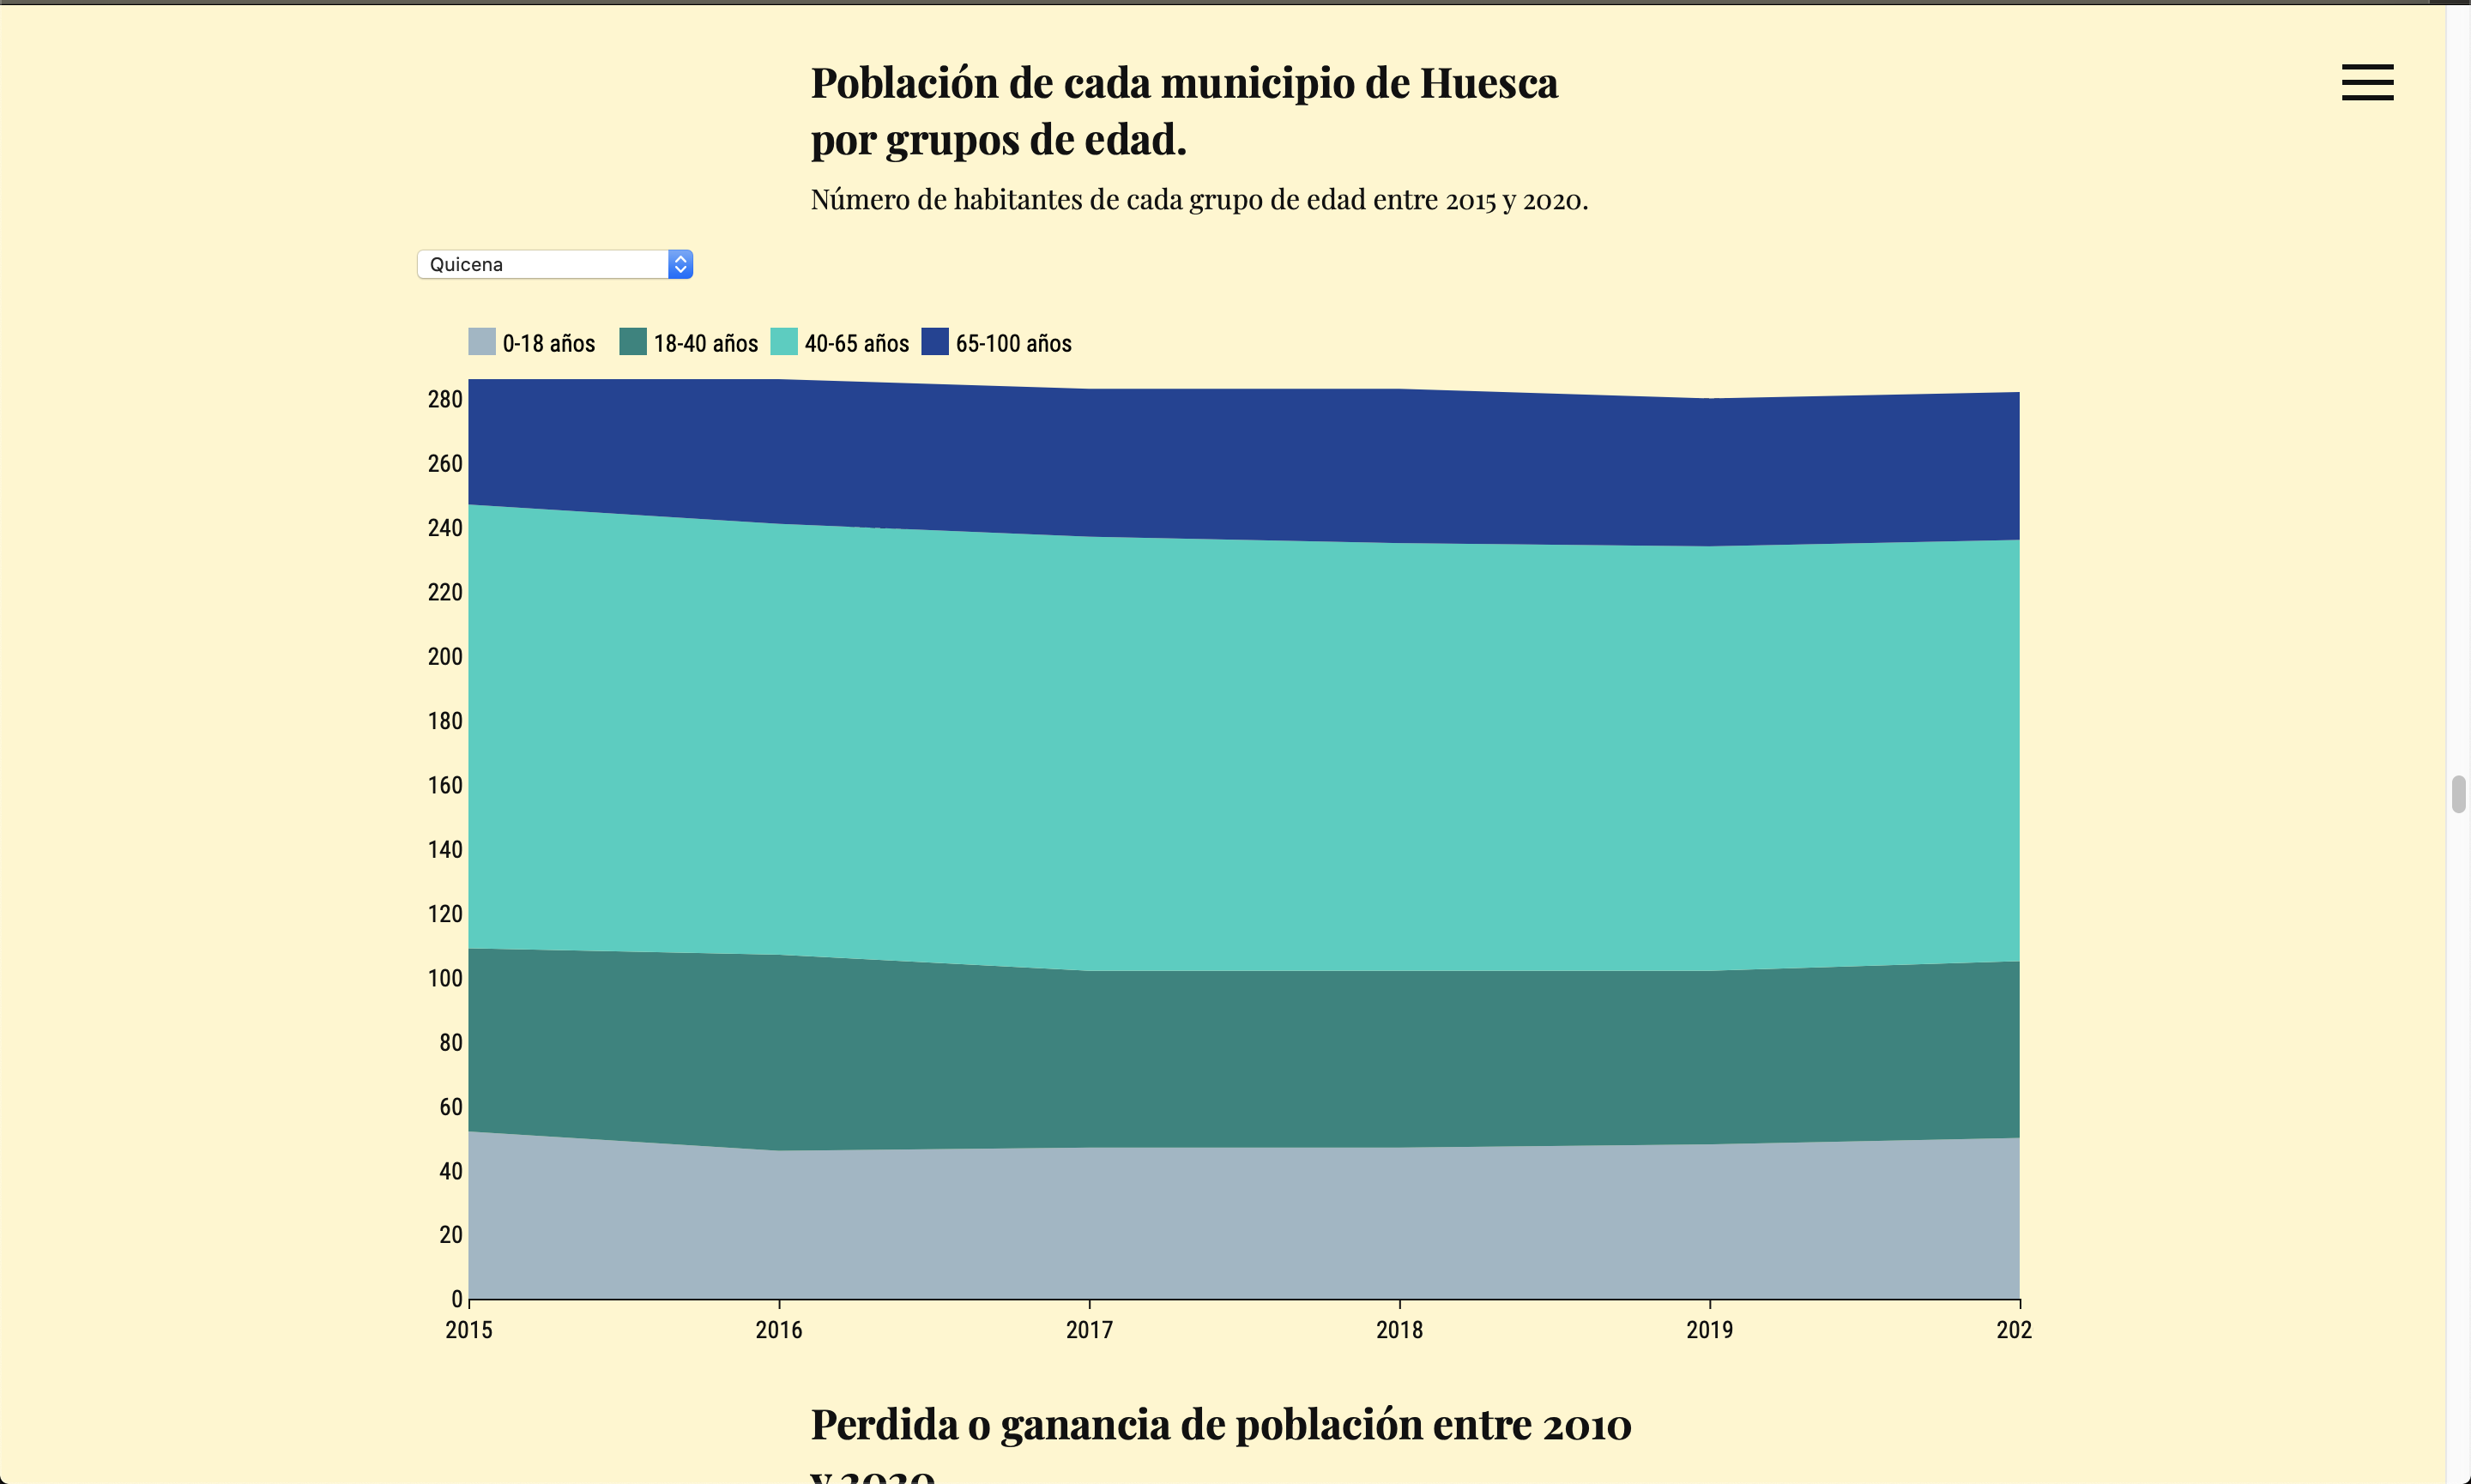 Población de cada municipio de Huesca
por grupos de edad.
Número de habitantes de cada grupo de edad entre 2015 y 2020.
Quicena
0-18 años 18-40 años 40-65 años 65-100 años
280
260
240
220
200
180
160
140
120
100
80
60
40
20
0
2015 2016 2017 2018 2019 202
Perdida o ganancia de población entre 2010
y 2020